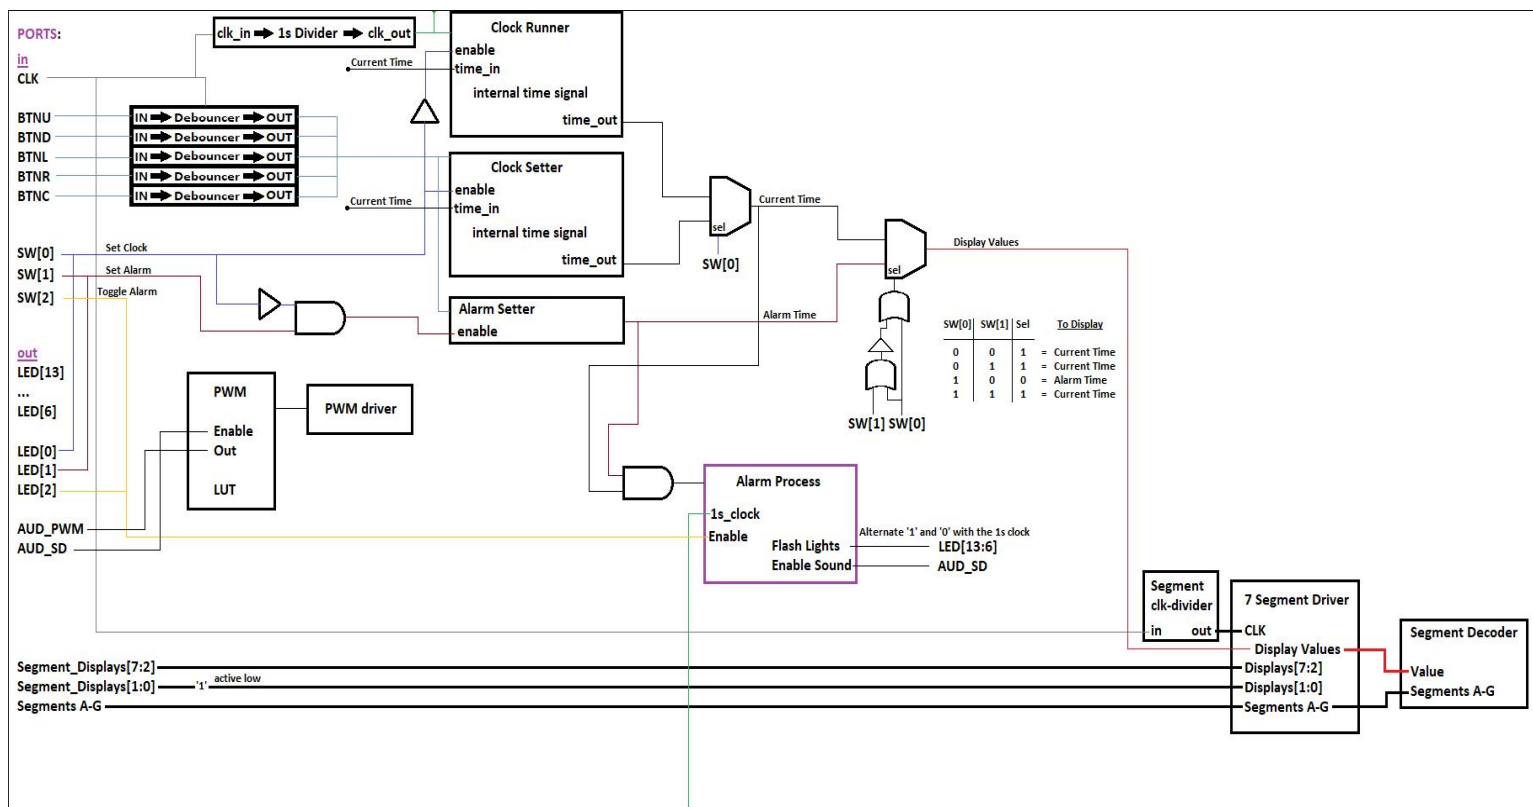 PORTS:
in
CLK
BTNU
BTND
BTNL
BTNR
BTNC
SW[0]
SW[1]
SW[2]
Set Clock
Set Alarm
Toggle Alarm
out
LED[13]
...
LED[6]
LED[0]
LED[1]
LED[2]
AUD_PWM
AUD_SD
Segment_Displays[7:2]
Segment_Displays[1:0]
'1'
active low
Segments A-G
clk_in 1s Divider clk_out
IN Debouncer OUT
IN Debouncer OUT
IN Debouncer OUT
IN Debouncer OUT
IN Debouncer OUT
Clock Runner
enable
Current Time
time_in
internal time signal
time_out
Clock Setter
enable
Current Time
time_in
internal time signal
time_out
Alarm Setter
enable
PWM
Enable
Out
LUT
PWM driver
sel
SW[0]
Current Time
Alarm Time
sel
Display Values
SW[1] SW[0]
SW[0] SW[1] Sel To Display
0 0 1 = Current Time
0 1 1 = Current TIme
1 0 0 = Alarm Time
1 1 1 = Current Time
Alarm Process
1s_clock
Enable
Flash Lights
Enable Sound
Alternate '1' and '0' with the 1s clock
LED[13:6]
AUD_SD
Segment
clk-divider
in out
7 Segment Driver
CLK
Display Values
Displays[7:2]
Displays[1:0]
Segments A-G
Segment Decoder
Value
Segments A-G